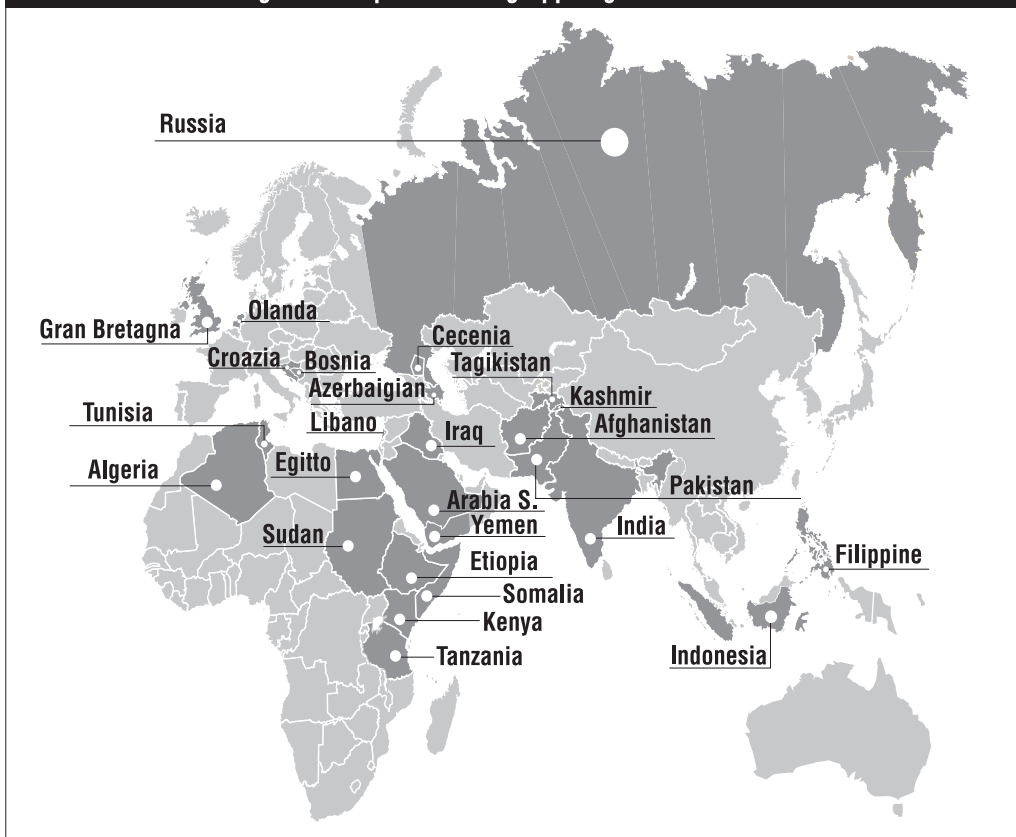 Russia
Olanda
Gran Bretagna
Cecenia
Croazia
Bosnia
Tagikistan
Azerbaigian
Kashmir
Tunisia
Libano
Iraq
Afghanistan
Algeria
Egitto
Pakistan
Arabia S.
Yemen
India
Sudan
Etiopia
Filippine
Somalia
Kenya
Tanzania
Indonesia